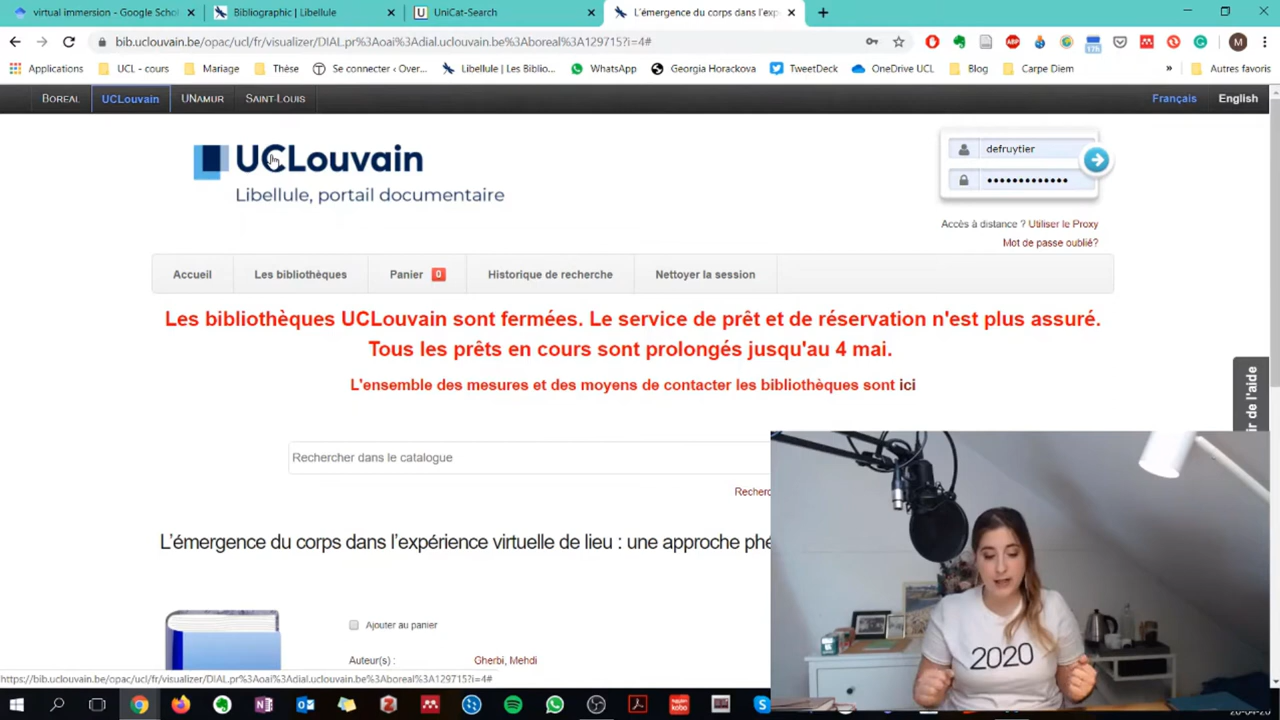 virtual immersion - Google Schol
Bibliographic | Libellule
UniCat-Search
L'émergence du corps dans l'expé
bib.uclouvain.be/opac/ucl/fr/visualizer/DIAL.pr%3Aoai%3Adial.uclouvain.be%3Aboreal%3A129715?i=4#
Applications
UCL - cours
Mariage
Thèse
Se connecter ‹ Over...
Libellule | Les Biblio...
WhatsApp
Georgia Horackova
TweetDeck
OneDrive UCL
Blog
Carpe Diem
»
Autres favoris
BOREAL
UCLouvain
UNAMUR
SAINT-LOUIS
Français
English
UCLouvain
Libellule, portail documentaire
defruytier
•••••••••••••
Accès à distance ? Utiliser le Proxy
Mot de passe oublié?
Accueil
Les bibliothèques
Panier 0
Historique de recherche
Nettoyer la session
Les bibliothèques UCLouvain sont fermées. Le service de prêt et de réservation n'est plus assuré.
Tous les prêts en cours sont prolongés jusqu'au 4 mai.
L'ensemble des mesures et des moyens de contacter les bibliothèques sont ici
ir de l'aide
Rechercher dans le catalogue
Recherc
L'émergence du corps dans l'expérience virtuelle de lieu : une approche phé
Ajouter au panier
Auteur(s) :
Gherbi, Mehdi
2020
https://bib.uclouvain.be/opac/ucl/fr/visualizer/DIAL.pr%3Aoai%3Adial.uclouvain.be%3Aboreal%3A129715?i=4#